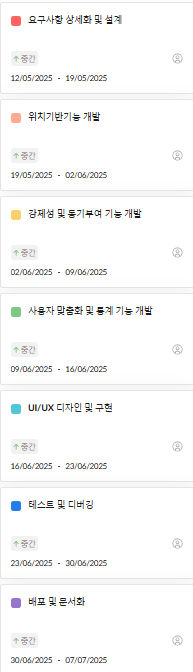 요구사항 상세화 및 설계
↑ 중간
12/05/2025 - 19/05/2025
위치기반기능 개발
↑ 중간
19/05/2025 - 02/06/2025
강제성 및 동기부여 기능 개발
↑ 중간
02/06/2025 - 09/06/2025
사용자 맞춤화 및 통계 기능 개발
↑ 중간
09/06/2025 - 16/06/2025
UI/UX 디자인 및 구현
↑ 중간
16/06/2025 - 23/06/2025
테스트 및 디버깅
↑ 중간
23/06/2025 - 30/06/2025
배포 및 문서화
↑ 중간
30/06/2025 - 07/07/2025